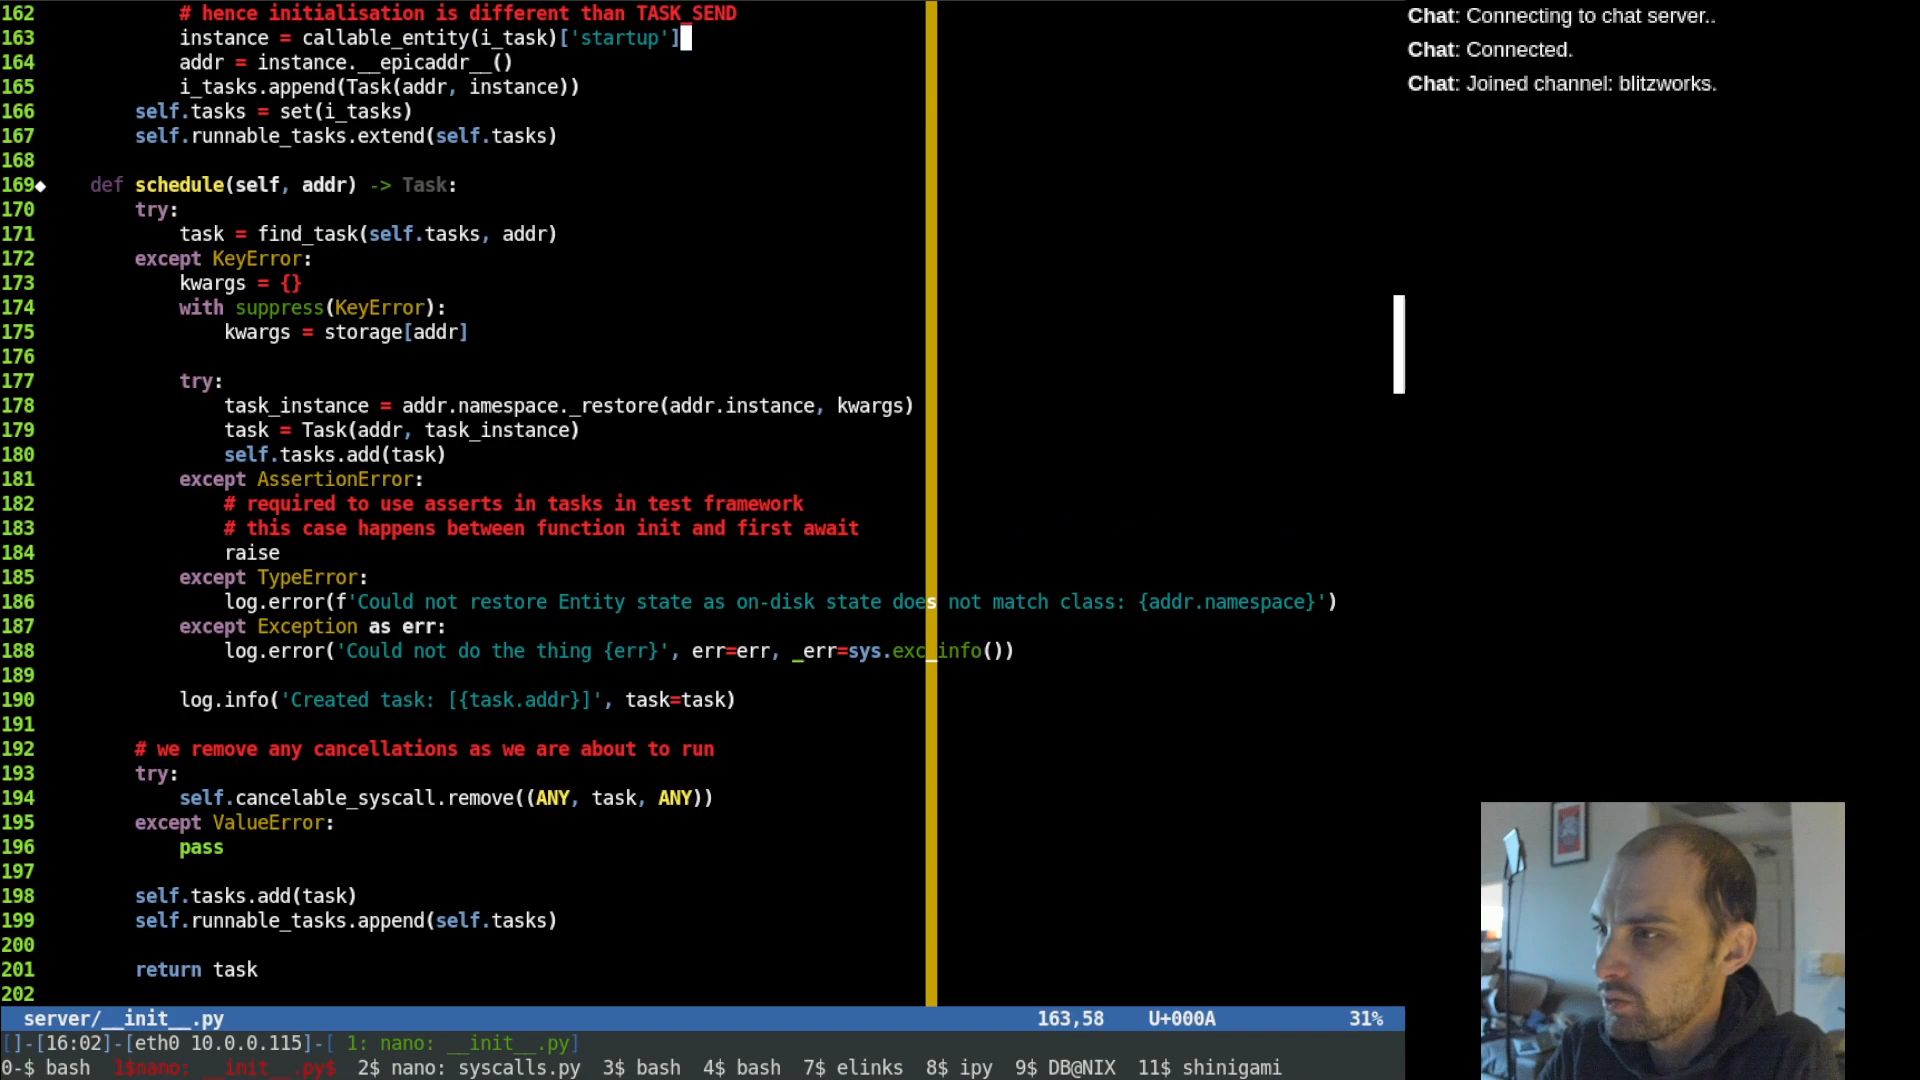 162             # hence initialisation is different than TASK_SEND
163             instance = callable_entity(i_task)['startup']
164             addr = instance.__epicaddr__()
165             i_tasks.append(Task(addr, instance))
166         self.tasks = set(i_tasks)
167         self.runnable_tasks.extend(self.tasks)
168
169◆    def schedule(self, addr) -> Task:
170         try:
171             task = find_task(self.tasks, addr)
172         except KeyError:
173             kwargs = {}
174             with suppress(KeyError):
175                 kwargs = storage[addr]
176
177             try:
178                 task_instance = addr.namespace._restore(addr.instance, kwargs)
179                 task = Task(addr, task_instance)
180                 self.tasks.add(task)
181             except AssertionError:
182                 # required to use asserts in tasks in test framework
183                 # this case happens between function init and first await
184                 raise
185             except TypeError:
186                 log.error(f'Could not restore Entity state as on-disk state does not match class: {addr.namespace}')
187             except Exception as err:
188                 log.error('Could not do the thing {err}', err=err, _err=sys.exc_info())
189
190             log.info('Created task: [{task.addr}]', task=task)
191
192         # we remove any cancellations as we are about to run
193         try:
194             self.cancelable_syscall.remove((ANY, task, ANY))
195         except ValueError:
196             pass
197
198         self.tasks.add(task)
199         self.runnable_tasks.append(self.tasks)
200
201         return task
202
server/__init__.py 163,58 U+000A 31%
[]-[16:02]-[eth0 10.0.0.115]-[ 1: nano: __init__.py]
0-$ bash  1$nano: __init__.py$  2$ nano: syscalls.py  3$ bash  4$ bash  7$ elinks  8$ ipy  9$ DB@NIX  11$ shinigami
Chat: Connecting to chat server..
Chat: Connected.
Chat: Joined channel: blitzworks.